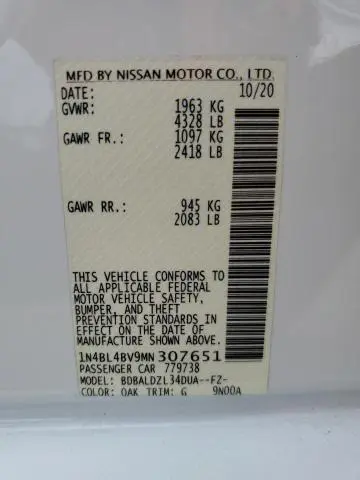 MFD BY NISSAN MOTOR CO., LTD.
DATE: 10/20
GVWR: 1963 KG
4328 LB
GAWR FR.: 1097 KG
2418 LB
GAWR RR.: 945 KG
2083 LB
THIS VEHICLE CONFORMS TO
ALL APPLICABLE FEDERAL
MOTOR VEHICLE SAFETY,
BUMPER, AND THEFT
PREVENTION STANDARDS IN
EFFECT ON THE DATE OF
MANUFACTURE SHOWN ABOVE.
1N4BL4BV9MN307651
PASSENGER CAR 779738
MODEL: BDBALDZL34DUA--FZ-
COLOR: QAK TRIM: G 9N00A